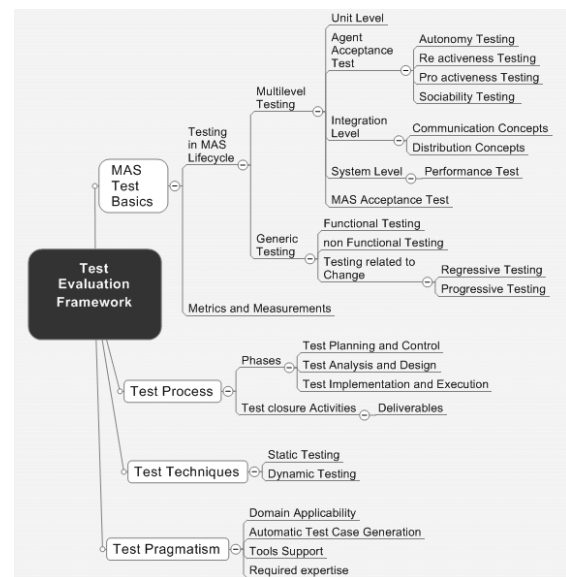 Unit Level
Agent
Acceptance
Test
Autonomy Testing
Re activeness Testing
Pro activeness Testing
Sociability Testing
Multilevel
Testing
Integration
Level
Communication Concepts
Distribution Concepts
Testing
in MAS
Lifecycle
System Level
Performance Test
MAS Acceptance Test
MAS
Test
Basics
Generic
Testing
Functional Testing
non Functional Testing
Testing related to
Change
Regressive Testing
Progressive Testing
Metrics and Measurements
Test
Evaluation
Framework
Test Process
Phases
Test Planning and Control
Test Analysis and Design
Test Implementation and Execution
Test closure Activities
Deliverables
Test Techniques
Static Testing
Dynamic Testing
Test Pragmatism
Domain Applicability
Automatic Test Case Generation
Tools Support
Required expertise